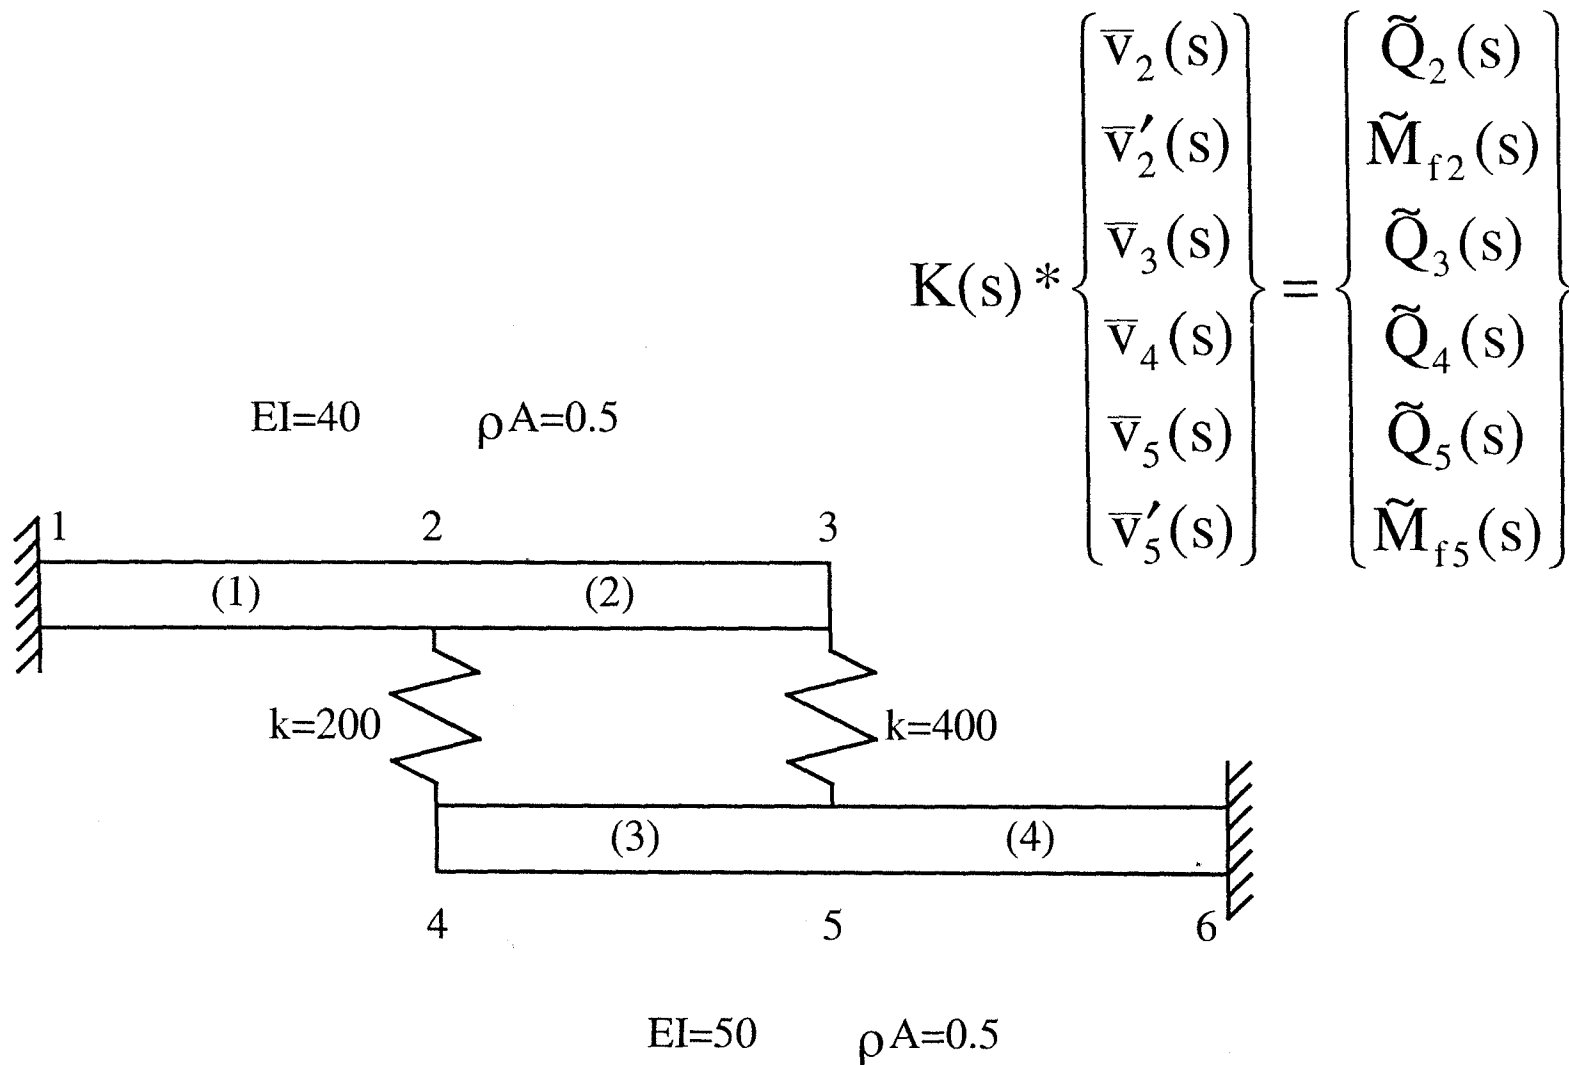 K(s) * { v̅₂(s) } = { Q̃₂(s) }
v̅′₂(s) M̃f2(s)
v̅₃(s) Q̃₃(s)
v̅₄(s) Q̃₄(s)
v̅₅(s) Q̃₅(s)
v̅′₅(s) M̃f5(s)
EI=40 ρA=0.5
1 2 3
(1) (2)
k=200 k=400
(3) (4)
4 5 6
EI=50 ρA=0.5